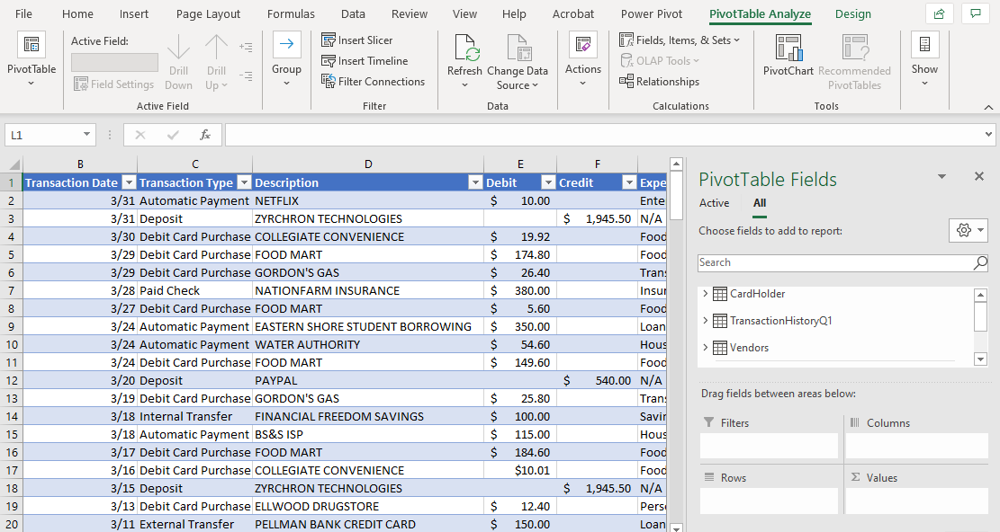 File Home Insert Page Layout Formulas Data Review View Help Acrobat Power Pivot PivotTable Analyze Design
PivotTable
Active Field:
Field Settings
Drill Down
Drill Up
Active Field
Group
Insert Slicer
Insert Timeline
Filter Connections
Filter
Refresh
Change Data Source
Data
Actions
Fields, Items, & Sets
OLAP Tools
Relationships
Calculations
PivotChart
Recommended PivotTables
Tools
Show
L1
fx
B C D E F
1 Transaction Date Transaction Type Description Debit Credit Expe
2 3/31 Automatic Payment NETFLIX $ 10.00 Ente
3 3/31 Deposit ZYRCHRON TECHNOLOGIES $ 1,945.50 N/A
4 3/30 Debit Card Purchase COLLEGIATE CONVENIENCE $ 19.92 Food
5 3/29 Debit Card Purchase FOOD MART $ 174.80 Food
6 3/29 Debit Card Purchase GORDON'S GAS $ 26.40 Tran
7 3/28 Paid Check NATIONFARM INSURANCE $ 380.00 Insur
8 3/27 Debit Card Purchase FOOD MART $ 5.60 Food
9 3/24 Automatic Payment EASTERN SHORE STUDENT BORROWING $ 350.00 Loan
10 3/24 Automatic Payment WATER AUTHORITY $ 54.60 Hous
11 3/24 Debit Card Purchase FOOD MART $ 149.60 Food
12 3/20 Deposit PAYPAL $ 540.00 N/A
13 3/19 Debit Card Purchase GORDON'S GAS $ 25.80 Tran
14 3/18 Internal Transfer FINANCIAL FREEDOM SAVINGS $ 100.00 Savin
15 3/18 Automatic Payment BS&S ISP $ 115.00 Hous
16 3/17 Debit Card Purchase FOOD MART $ 184.60 Food
17 3/16 Debit Card Purchase COLLEGIATE CONVENIENCE $10.01 Food
18 3/15 Deposit ZYRCHRON TECHNOLOGIES $ 1,945.50 N/A
19 3/13 Debit Card Purchase ELLWOOD DRUGSTORE $ 12.40 Pers
20 3/11 External Transfer PELLMAN BANK CREDIT CARD $ 150.00 Loan
PivotTable Fields
Active All
Choose fields to add to report:
Search
CardHolder
TransactionHistoryQ1
Vendors
Drag fields between areas below:
Filters
Columns
Rows
Σ Values